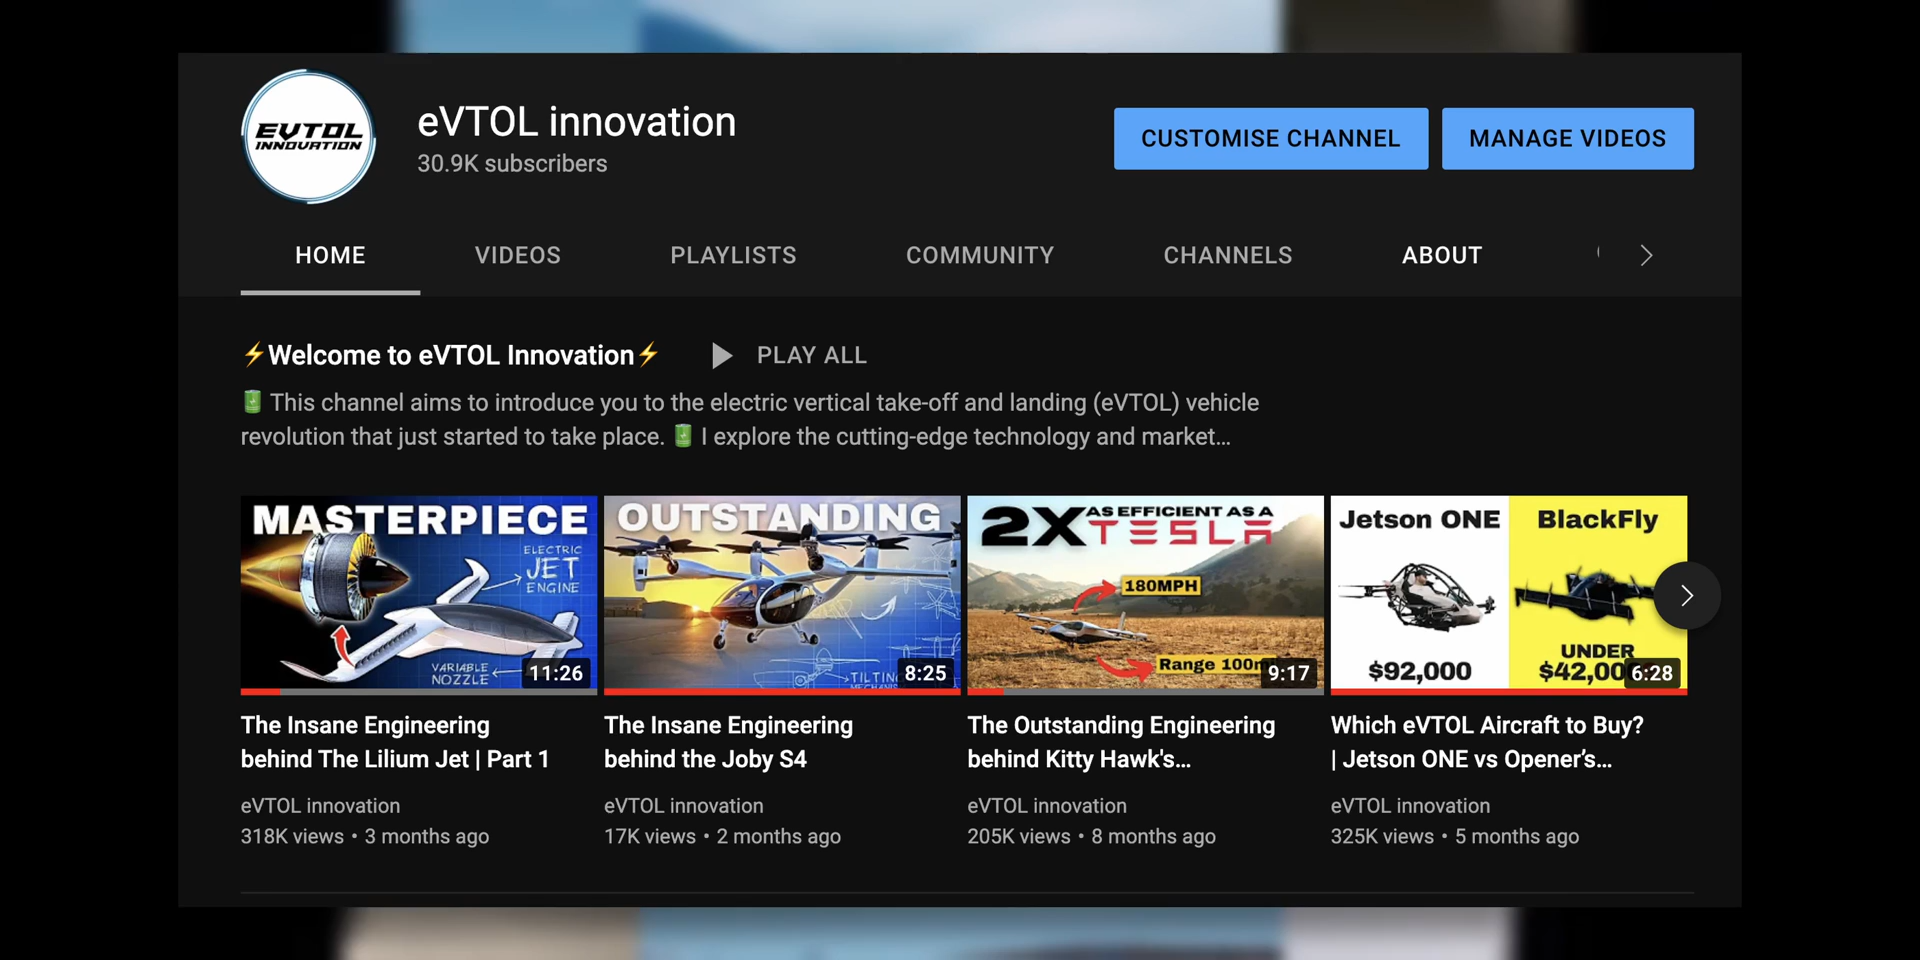 EVTOL
INNOVATION
eVTOL innovation
30.9K subscribers
CUSTOMISE CHANNEL
MANAGE VIDEOS
HOME
VIDEOS
PLAYLISTS
COMMUNITY
CHANNELS
ABOUT
⚡Welcome to eVTOL Innovation⚡
PLAY ALL
🔋 This channel aims to introduce you to the electric vertical take-off and landing (eVTOL) vehicle
revolution that just started to take place. 🔋 I explore the cutting-edge technology and market...
MASTERPIECE
ELECTRIC
JET
ENGINE
VARIABLE
NOZZLE
11:26
The Insane Engineering
behind The Lilium Jet | Part 1
eVTOL innovation
318K views • 3 months ago
OUTSTANDING
TILTING
8:25
The Insane Engineering
behind the Joby S4
eVTOL innovation
17K views • 2 months ago
2X AS EFFICIENT AS A
TESLA
180MPH
Range 100m
9:17
The Outstanding Engineering
behind Kitty Hawk's...
eVTOL innovation
205K views • 8 months ago
Jetson ONE
$92,000
BlackFly
UNDER
$42,00
6:28
Which eVTOL Aircraft to Buy?
| Jetson ONE vs Opener’s...
eVTOL innovation
325K views • 5 months ago